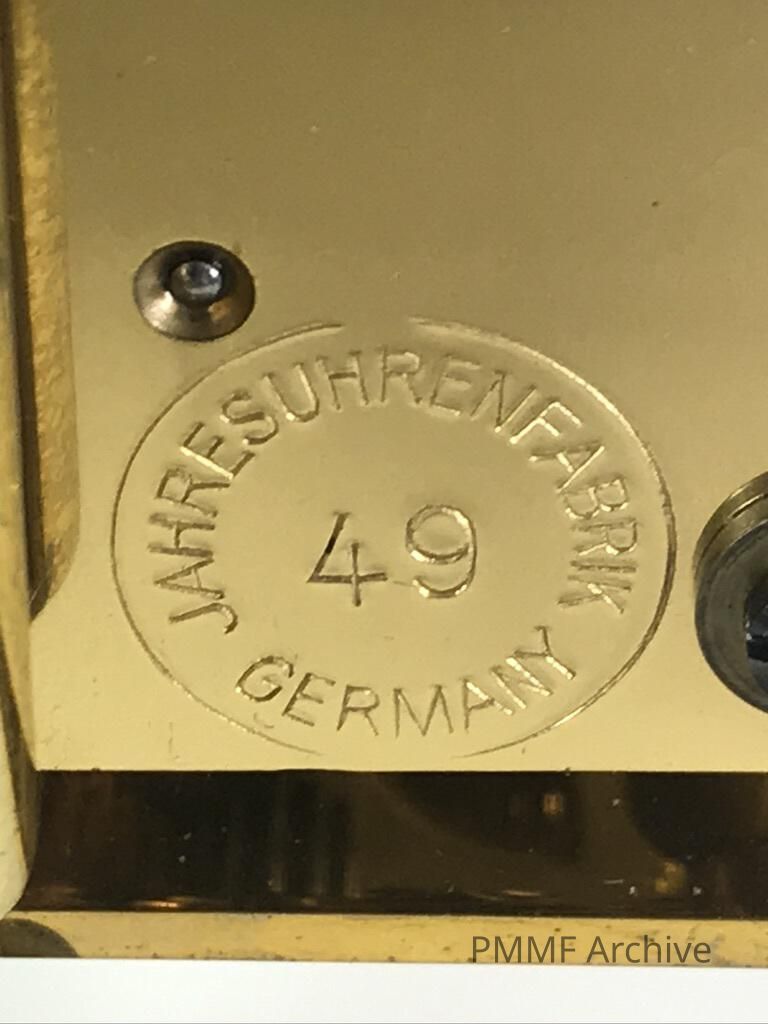 JAHRESUHRENFABRIK
49
GERMANY
PMMF Archive